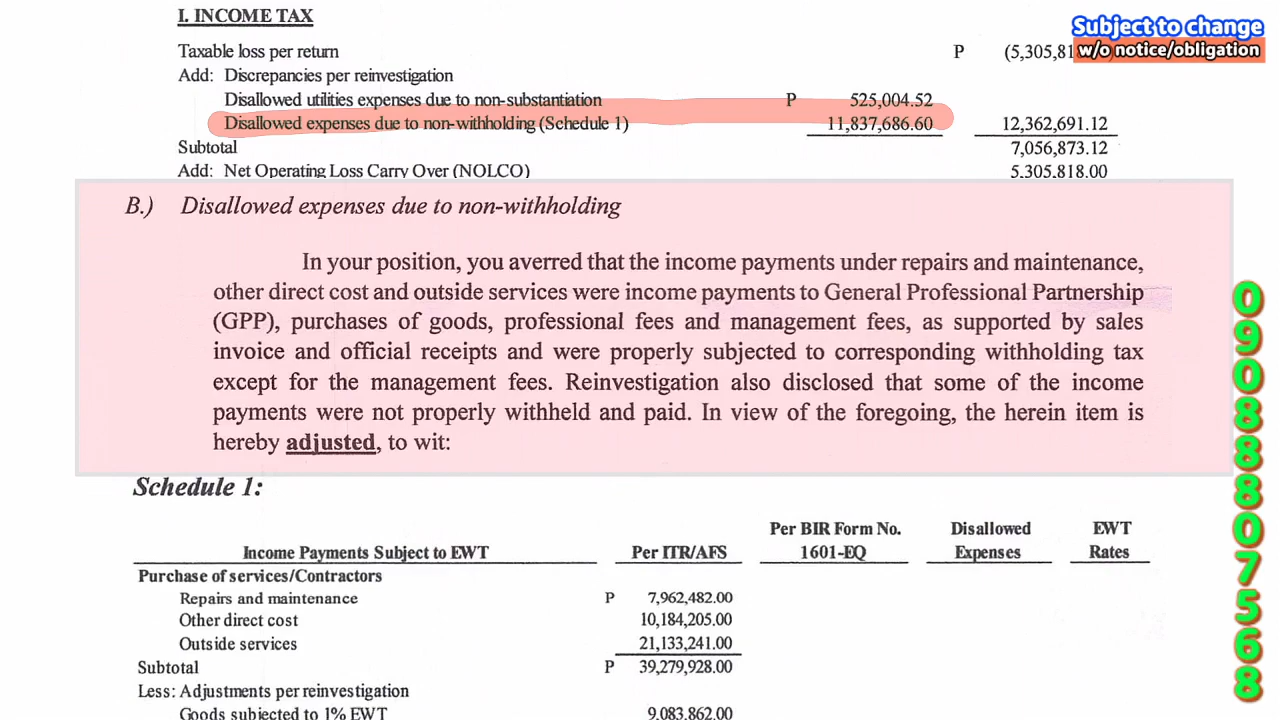 I. INCOME TAX
Subject to change
w/o notice/obligation
Taxable loss per return P (5,305,81
Add: Discrepancies per reinvestigation
Disallowed utilities expenses due to non-substantiation P 525,004.52
Disallowed expenses due to non-withholding (Schedule 1) 11,837,686.60 12,362,691.12
Subtotal 7,056,873.12
Add: Net Operating Loss Carry Over (NOLCO) 5,305,818.00
B.) Disallowed expenses due to non-withholding
In your position, you averred that the income payments under repairs and maintenance,
other direct cost and outside services were income payments to General Professional Partnership
(GPP), purchases of goods, professional fees and management fees, as supported by sales
invoice and official receipts and were properly subjected to corresponding withholding tax
except for the management fees. Reinvestigation also disclosed that some of the income
payments were not properly withheld and paid. In view of the foregoing, the herein item is
hereby adjusted, to wit:
Schedule 1:
Per BIR Form No. Disallowed EWT
Income Payments Subject to EWT Per ITR/AFS 1601-EQ Expenses Rates
Purchase of services/Contractors
Repairs and maintenance P 7,962,482.00
Other direct cost 10,184,205.00
Outside services 21,133,241.00
Subtotal P 39,279,928.00
Less: Adjustments per reinvestigation
Goods subjected to 1% EWT 9,083,862.00
09088807568